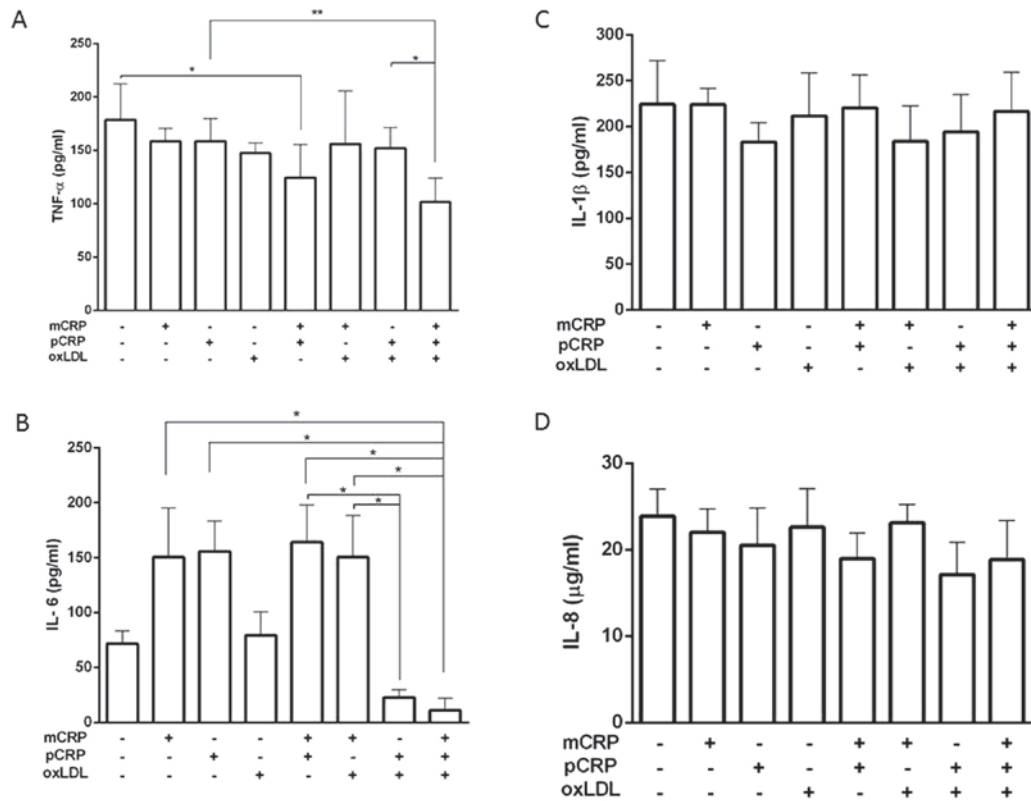 A
**
*
*
TNF-α (pg/ml)
250
200
150
100
50
0
mCRP - + - - + + - +
pCRP - - + - + - + +
oxLDL - - - + - + + +
B
*
*
*
*
*
*
IL- 6 (pg/ml)
250
200
150
100
50
0
mCRP - + - - + + - +
pCRP - - + - + - + +
oxLDL - - - + - + + +
C
IL-1β (pg/ml)
300
250
200
150
100
50
0
mCRP - + - - + + - +
pCRP - - + - + - + +
oxLDL - - - + - + + +
D
IL-8 (μg/ml)
30
20
10
0
mCRP - + - - + + - +
pCRP - - + - + - + +
oxLDL - - - + - + + +